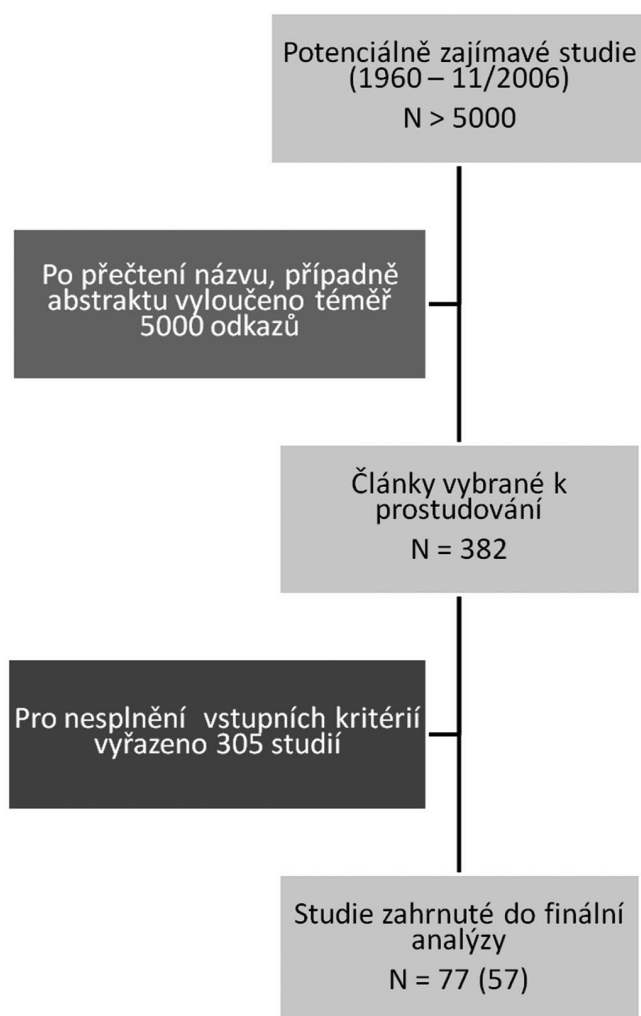 Potenciálně zajímavé studie
(1960 – 11/2006)
N > 5000
Po přečtení názvu, případně
abstraktu vyloučeno téměř
5000 odkazů
Články vybrané k
prostudování
N = 382
Pro nesplnění vstupních kritérií
vyřazeno 305 studií
Studie zahrnuté do finální
analýzy
N = 77 (57)